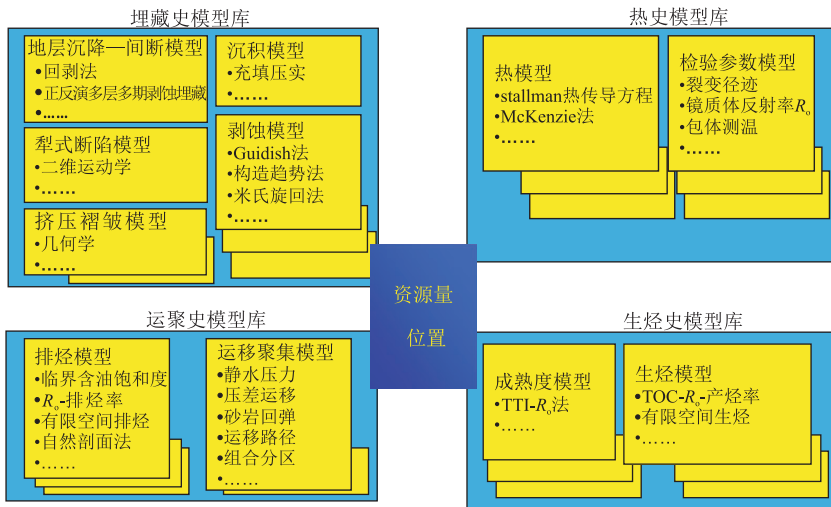 埋藏史模型库
地层沉降—间断模型
•回剥法
•正反演多层多期剥蚀埋藏
•……
犁式断陷模型
•二维运动学
•……
挤压褶皱模型
•几何学
•……
沉积模型
•充填压实
•……
剥蚀模型
•Guidish法
•构造趋势法
•米氏旋回法
•……
热史模型库
热模型
•stallman热传导方程
•McKenzie法
•……
检验参数模型
•裂变径迹
•镜质体反射率Ro
•包体测温
•……
资源量
位置
运聚史模型库
排烃模型
•临界含油饱和度
•Ro-排烃率
•有限空间排烃
•自然剖面法
•……
运移聚集模型
•静水压力
•压差运移
•砂岩回弹
•运移路径
•组合分区
•……
生烃史模型库
成熟度模型
•TTI-Ro法
•……
生烃模型
•TOC-Ro-产烃率
•有限空间生烃
•……